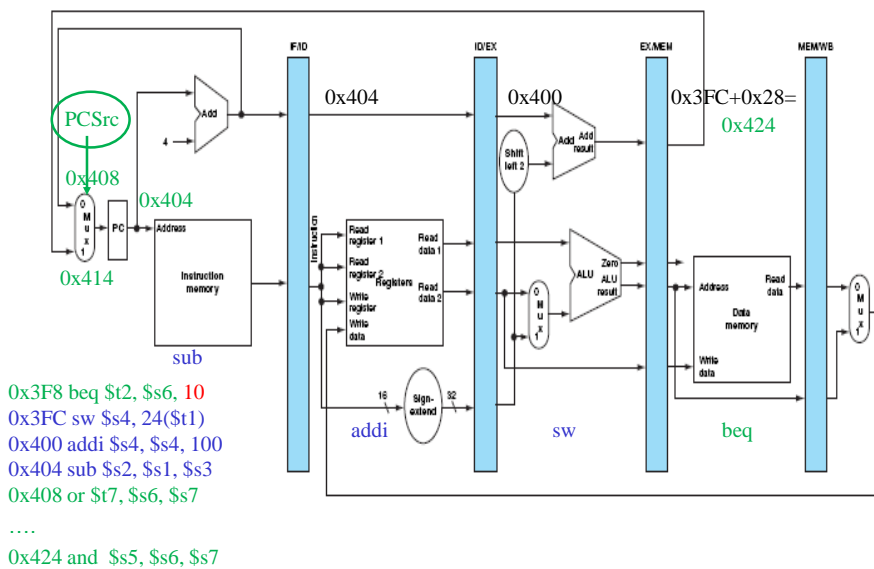 IF/ID
ID/EX
EX/MEM
MEM/WB
PCSrc
Add
4
0x404
0x400
0x3FC+0x28=
0x424
Add
Add
result
Shift
left 2
0x408
0x404
0
M
u
x
1
PC
0x414
Address
Instruction
memory
sub
Instruction
Read
register 1
Read
register 2
Write
register
Write
data
Registers
Read
data 1
Read
data 2
16
Sign-
extend
32
addi
0
M
u
x
1
Zero
ALU
ALU
result
sw
Address
Read
data
Data
memory
Write
data
beq
0
M
u
x
1
0x3F8 beq $t2, $s6, 10
0x3FC sw $s4, 24($t1)
0x400 addi $s4, $s4, 100
0x404 sub $s2, $s1, $s3
0x408 or $t7, $s6, $s7
....
0x424 and $s5, $s6, $s7